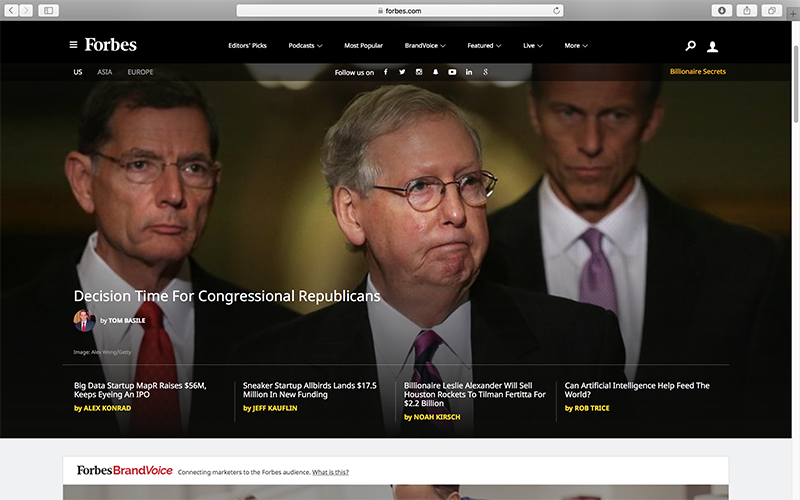 forbes.com
Forbes
Editors' Picks
Podcasts
Most Popular
BrandVoice
Featured
Live
More
US
ASIA
EUROPE
Follow us on
Billionaire Secrets
Decision Time For Congressional Republicans
by TOM BASILE
Image: Alex Wong/Getty
Big Data Startup MapR Raises $56M,
Keeps Eyeing An IPO
by ALEX KONRAD
Sneaker Startup Allbirds Lands $17.5
Million In New Funding
by JEFF KAUFLIN
Billionaire Leslie Alexander Will Sell
Houston Rockets To Tilman Fertitta For
$2.2 Billion
by NOAH KIRSCH
Can Artificial Intelligence Help Feed The
World?
by ROB TRICE
ForbesBrandVoice Connecting marketers to the Forbes audience. What is this?